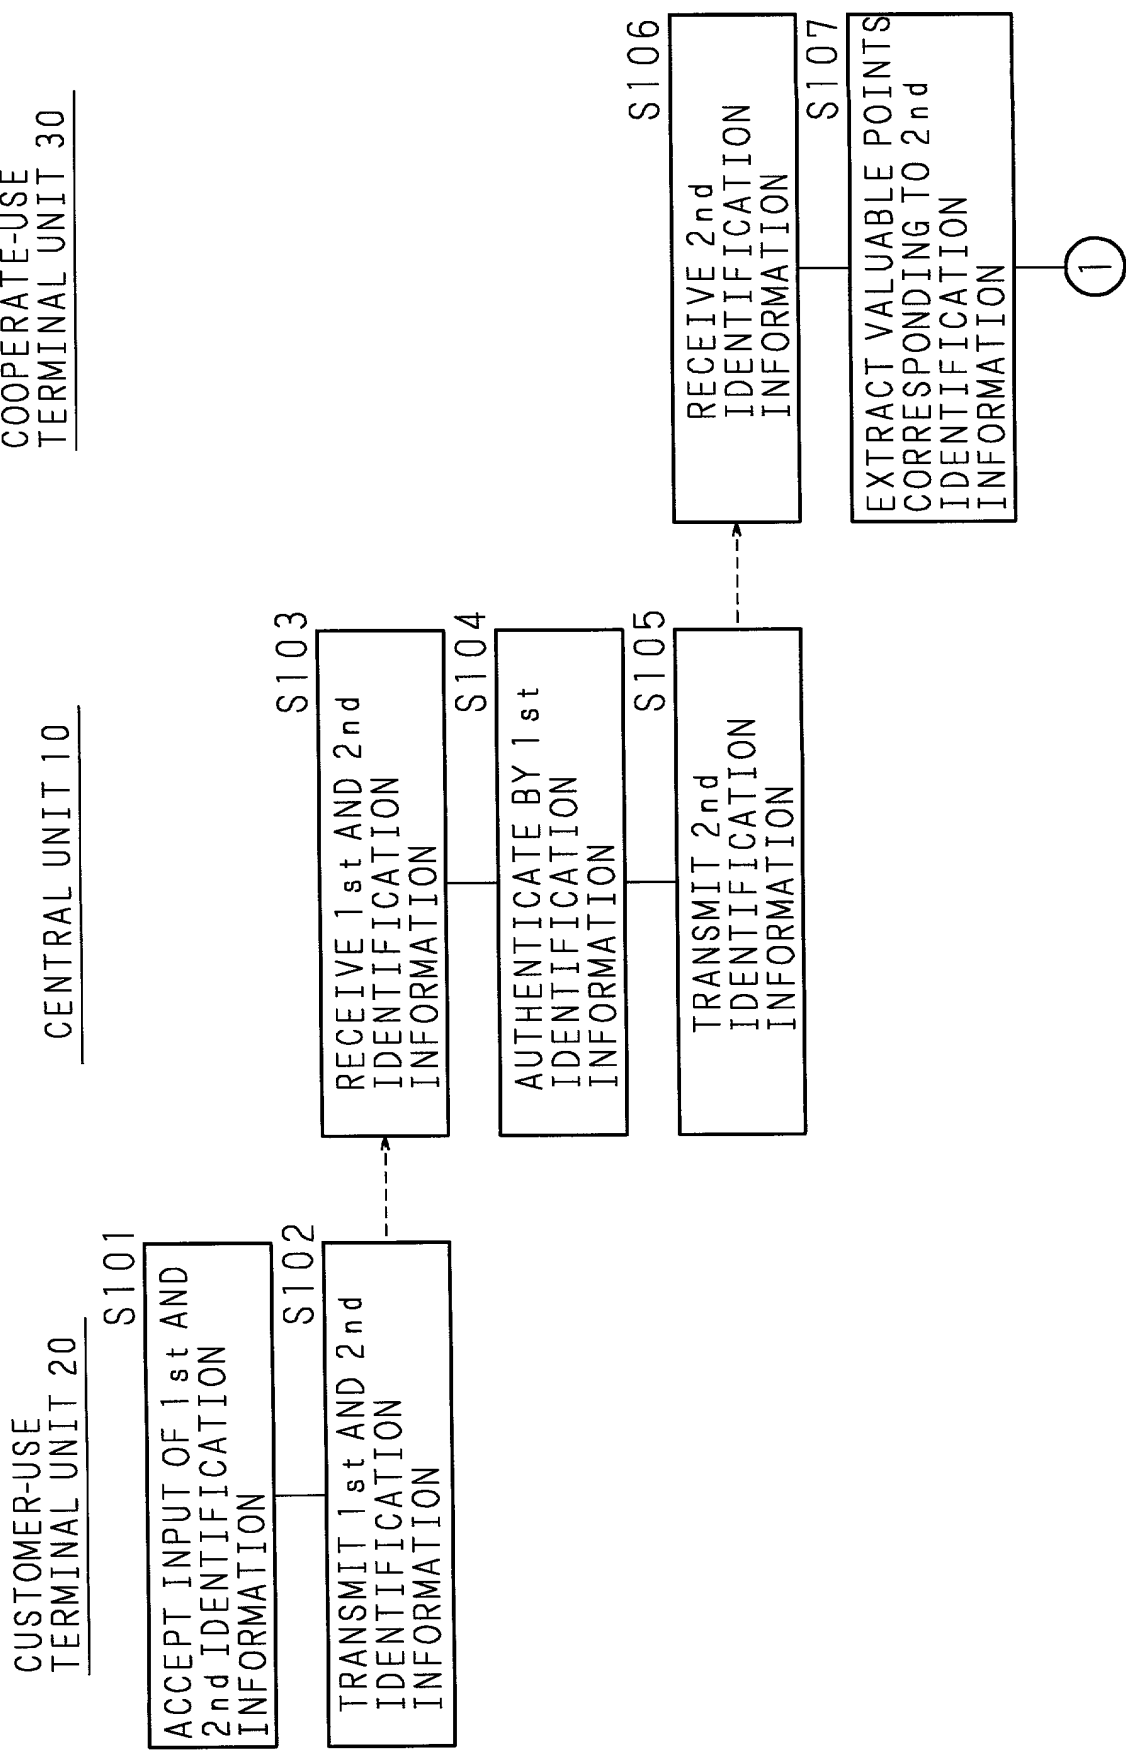 CUSTOMER-USE
TERMINAL UNIT 20
S101
ACCEPT INPUT OF 1st AND
2nd IDENTIFICATION
INFORMATION
S102
TRANSMIT 1st AND 2nd
IDENTIFICATION
INFORMATION
CENTRAL UNIT 10
S103
RECEIVE 1st AND 2nd
IDENTIFICATION
INFORMATION
S104
AUTHENTICATE BY 1st
IDENTIFICATION
INFORMATION
S105
TRANSMIT 2nd
IDENTIFICATION
INFORMATION
COOPERATE-USE
TERMINAL UNIT 30
S106
RECEIVE 2nd
IDENTIFICATION
INFORMATION
S107
EXTRACT VALUABLE POINTS
CORRESPONDING TO 2nd
IDENTIFICATION
INFORMATION
1